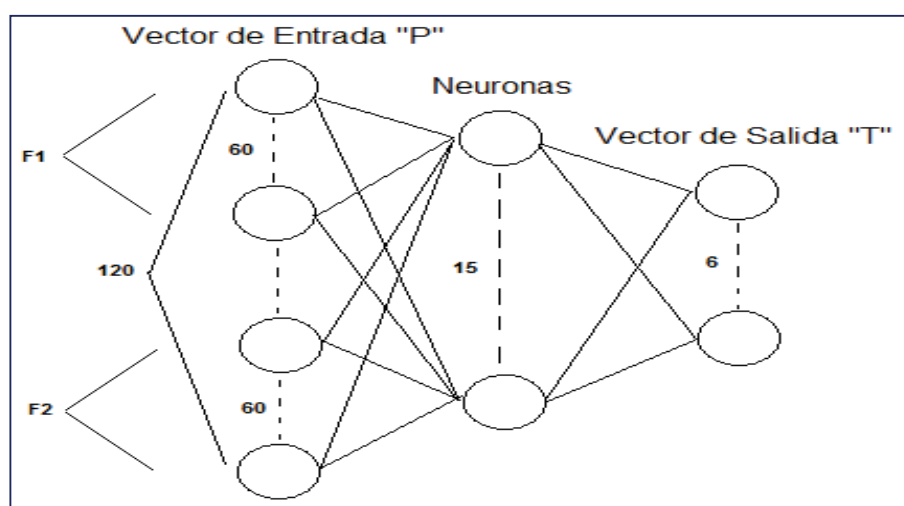 Vector de Entrada "P"
Neuronas
Vector de Salida "T"
F1
60
120
15
6
F2
60